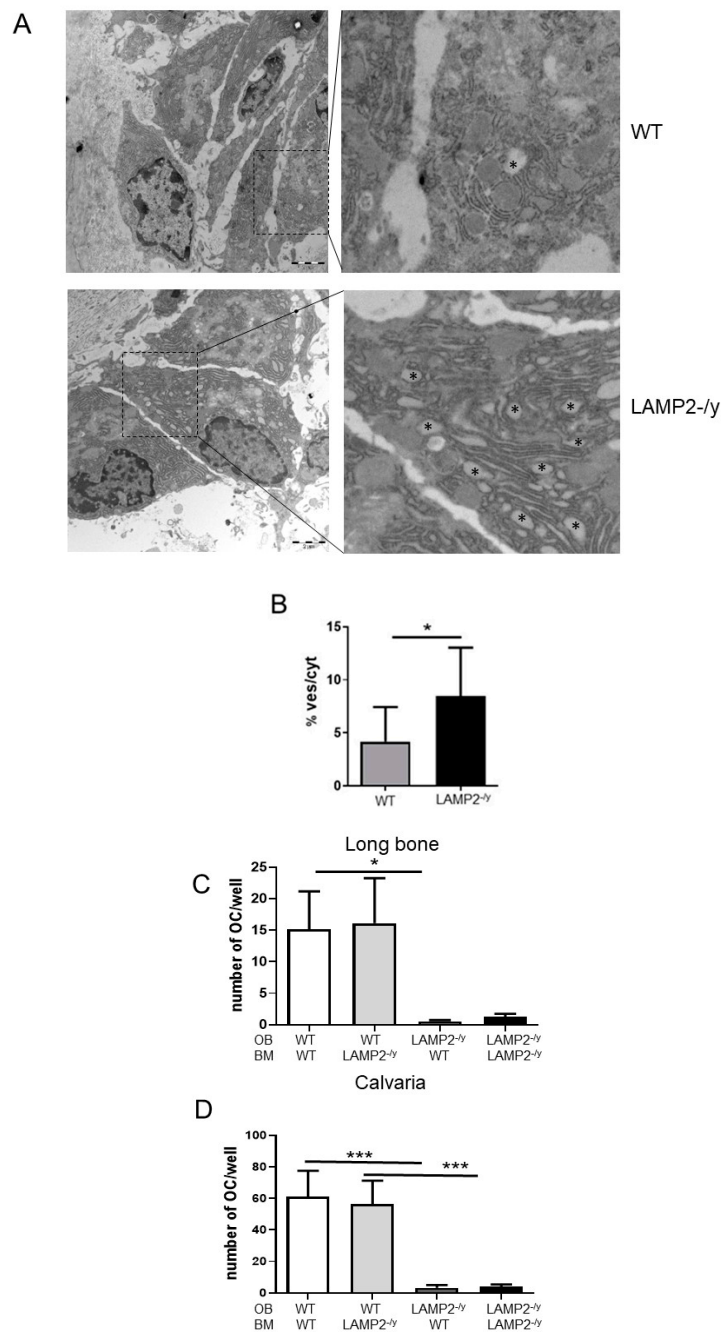 A
WT
*
LAMP2-/y
* * * * * * * * *
B
*
15
10
5
0
% ves/cyt
WT LAMP2-/y
Long bone
C
*
25
20
15
10
5
0
number of OC/well
OB WT WT LAMP2-/y LAMP2-/y
BM WT LAMP2-/y WT LAMP2-/y
Calvaria
D
*** ***
100
80
60
40
20
0
number of OC/well
OB WT WT LAMP2-/y LAMP2-/y
BM WT LAMP2-/y WT LAMP2-/y